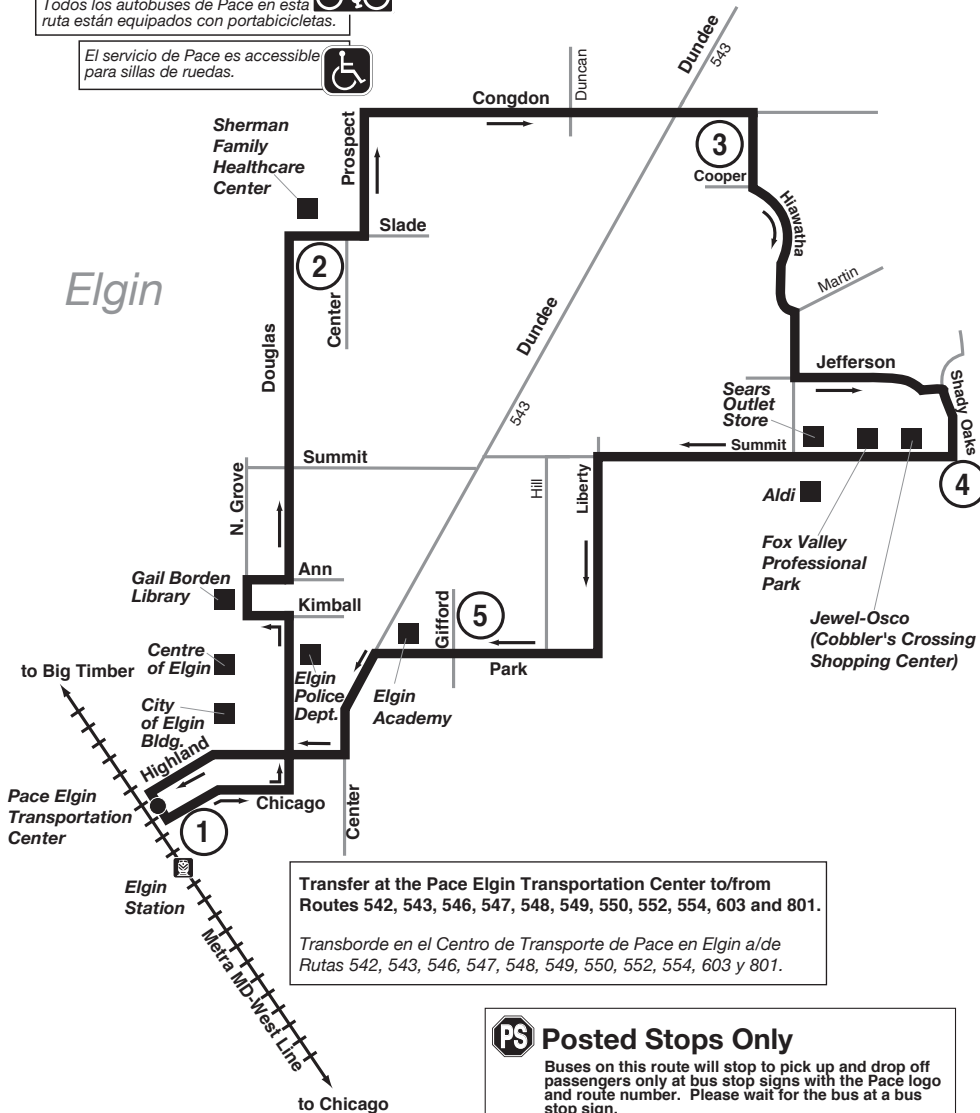 Todos los autobuses de Pace en esta
ruta están equipados con portabicicletas.
El servicio de Pace es accessible
para sillas de ruedas.
Dundee
543
Duncan
Congdon
Sherman
Family
Healthcare
Center
Prospect
3
Cooper
Hiawatha
Slade
2
Center
Elgin
Martin
Dundee
543
Douglas
Jefferson
Shady Oaks
Sears
Outlet
Store
Summit
4
Summit
N. Grove
Hill
Liberty
Aldi
Fox Valley
Professional
Park
Jewel-Osco
(Cobbler's Crossing
Shopping Center)
Ann
Gail Borden
Library
Kimball
Gifford
5
Park
Centre
of Elgin
Elgin
Police
Dept.
Elgin
Academy
to Big Timber
City
of Elgin
Bldg.
Highland
Chicago
Center
Pace Elgin
Transportation
Center
1
Elgin
Station
Metra MD-West Line
to Chicago
Transfer at the Pace Elgin Transportation Center to/from
Routes 542, 543, 546, 547, 548, 549, 550, 552, 554, 603 and 801.
Transborde en el Centro de Transporte de Pace en Elgin a/de
Rutas 542, 543, 546, 547, 548, 549, 550, 552, 554, 603 y 801.
PS Posted Stops Only
Buses on this route will stop to pick up and drop off
passengers only at bus stop signs with the Pace logo
and route number. Please wait for the bus at a bus
stop sign.